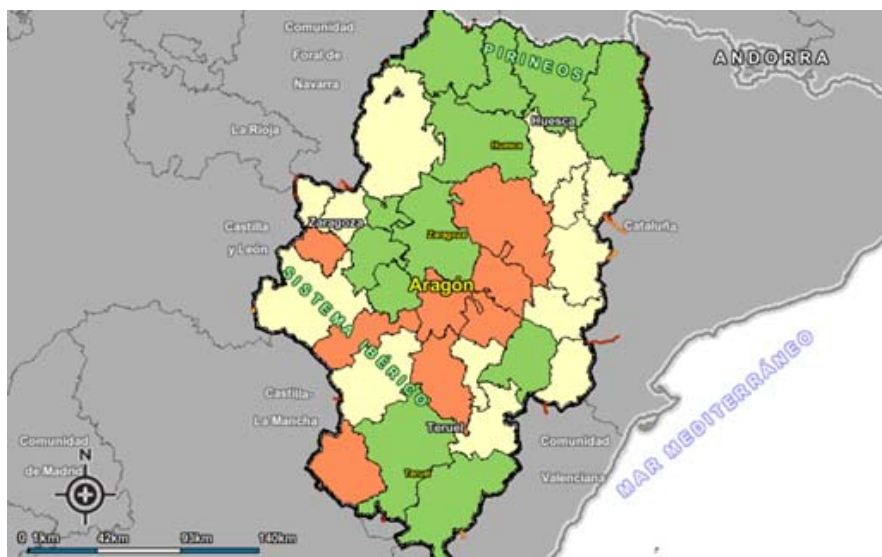 Comunidad
Foral de
Navarra
PIRINEOS
ANDORRA
La Rioja
Huesca
Huesca
Zaragoza
Castilla
y León
Zaragoza
Cataluña
Aragón
SISTEMA IBÉRICO
Castilla-
La Mancha
Teruel
Comunidad
de Madrid
Teruel
Comunidad
Valenciana
MAR MEDITERRÁNEO
N
0 1km 42km 93km 140km